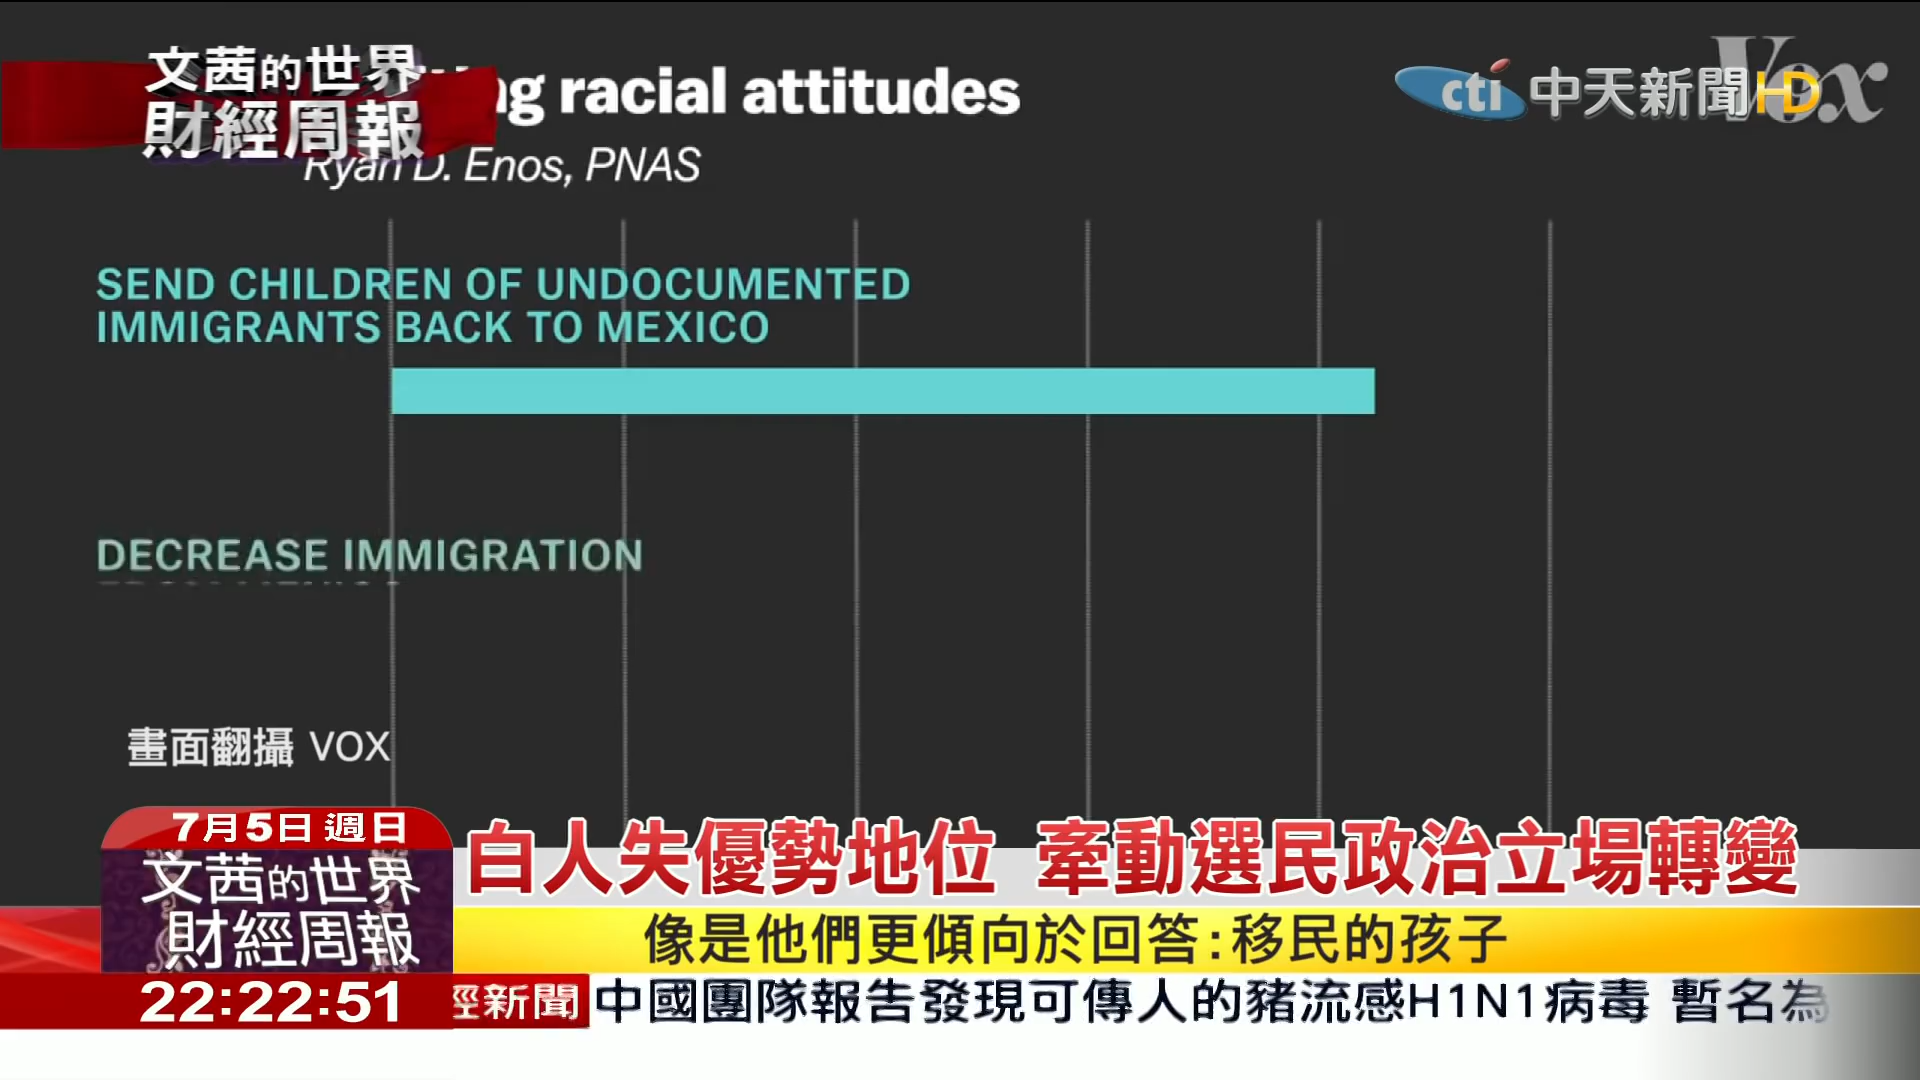 文茜的世界
財經周報
racial attitudes
Ryan D. Enos, PNAS
cti 中天新聞HD
Vox
SEND CHILDREN OF UNDOCUMENTED
IMMIGRANTS BACK TO MEXICO
DECREASE IMMIGRATION
畫面翻攝 VOX
7月5日 週日
文茜的世界
財經周報
22:22:51
白人失優勢地位 牽動選民政治立場轉變
像是他們更傾向於回答:移民的孩子
經新聞 中國團隊報告發現可傳人的豬流感H1N1病毒 暫名為